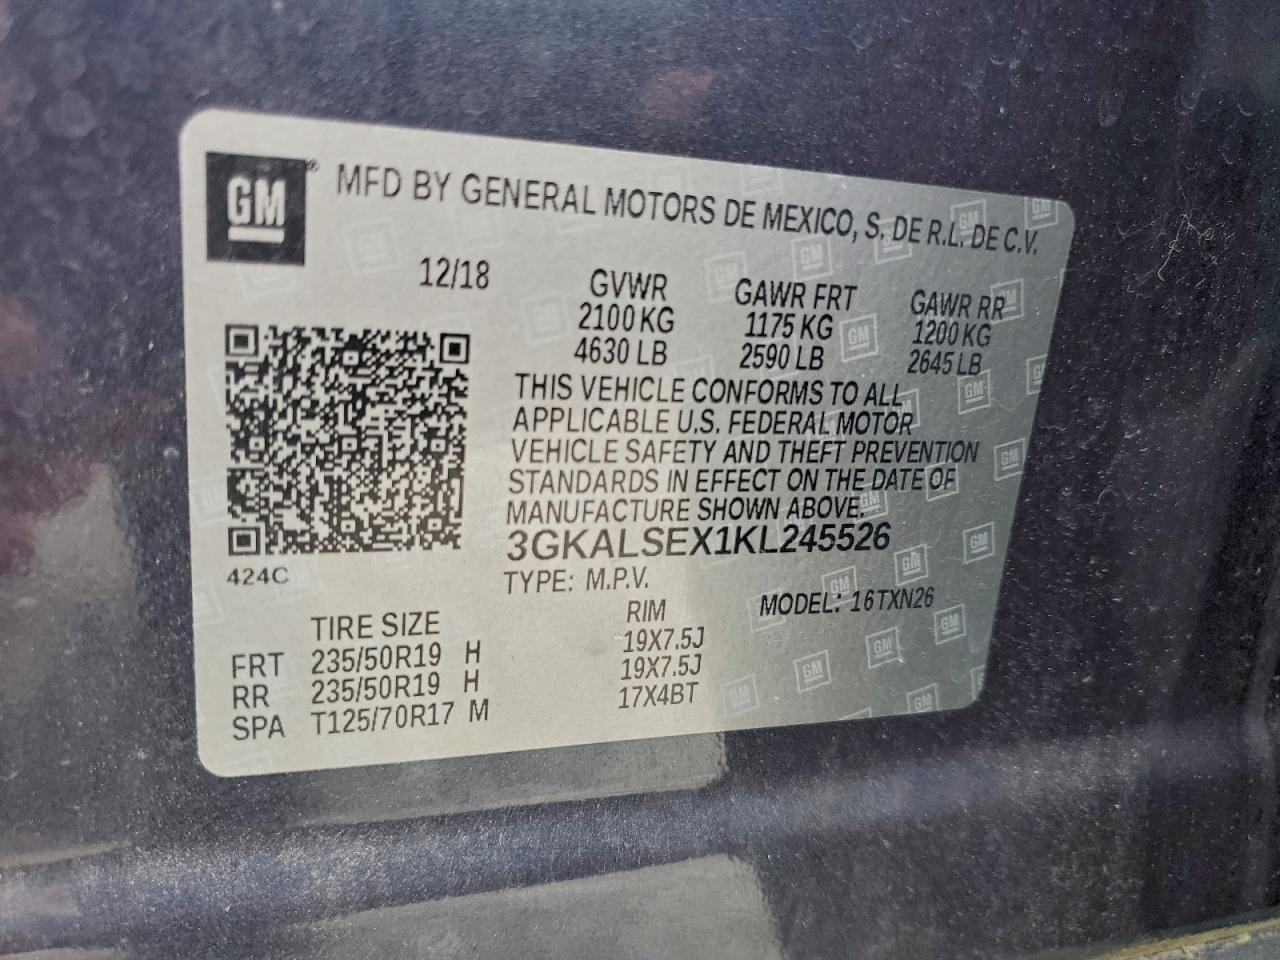 GM® MFD BY GENERAL MOTORS DE MEXICO, S. DE R.L. DE C.V.
12/18 GVWR GAWR FRT GAWR RR
2100 KG 1175 KG 1200 KG
4630 LB 2590 LB 2645 LB
THIS VEHICLE CONFORMS TO ALL
APPLICABLE U.S. FEDERAL MOTOR
VEHICLE SAFETY AND THEFT PREVENTION
STANDARDS IN EFFECT ON THE DATE OF
MANUFACTURE SHOWN ABOVE.
3GKALSEX1KL245526
424C TYPE: M.P.V. MODEL: 16TXN26
TIRE SIZE RIM
FRT 235/50R19 H 19X7.5J
RR 235/50R19 H 19X7.5J
SPA T125/70R17 M 17X4BT